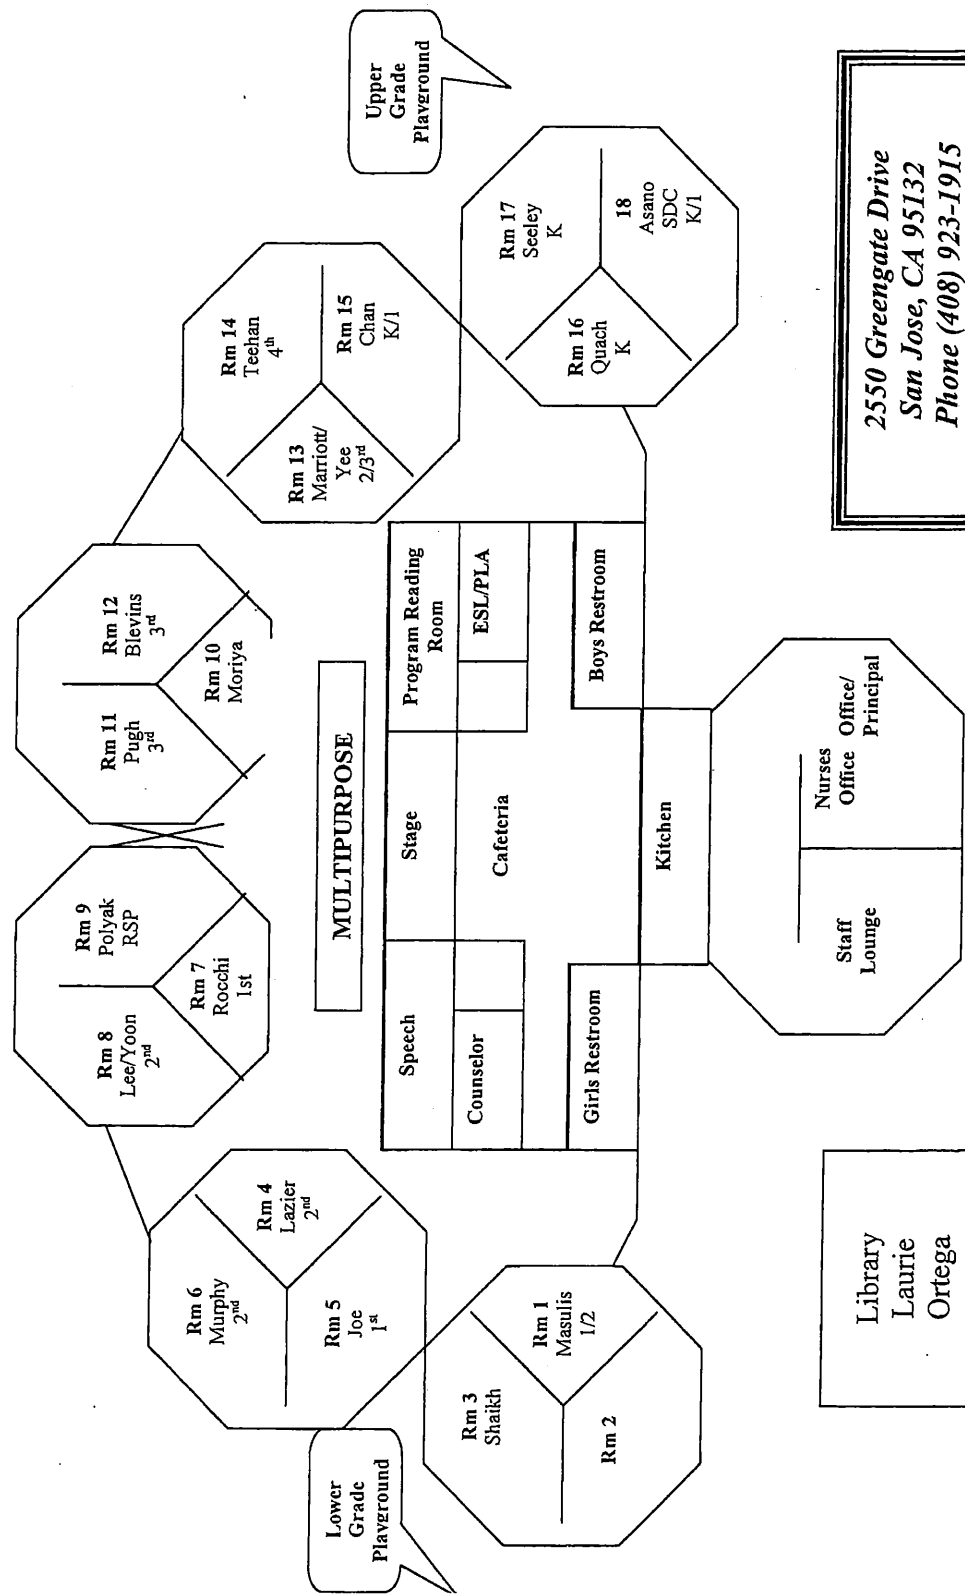 Upper
Grade
Playground
Rm 9
Polyak
RSP
Rm 8
Lee/Yoon
2nd
Rm 7
Rocchi
1st
Rm 12
Blevins
3rd
Rm 11
Pugh
3rd
Rm 10
Moriya
Rm 6
Murphy
2nd
Rm 4
Lazier
2nd
Rm 5
Joe
1st
Rm 14
Teehan
4th
Rm 15
Chan
K/1
Rm 13
Marriott/
Yee
2/3rd
Lower
Grade
Playground
MULTIPURPOSE
Speech
Stage
Program Reading
Room
Counselor
Cafeteria
ESL/PLA
Girls Restroom
Boys Restroom
Kitchen
Rm 3
Shaikh
Rm 1
Masulis
1/2
Rm 2
Rm 17
Seeley
K
Rm 16
Quach
K
18
Asano
SDC
K/1
Staff
Lounge
Nurses
Office
Office/
Principal
Library
Laurie
Ortega
2550 Greengate Drive
San Jose, CA 95132
Phone (408) 923-1915